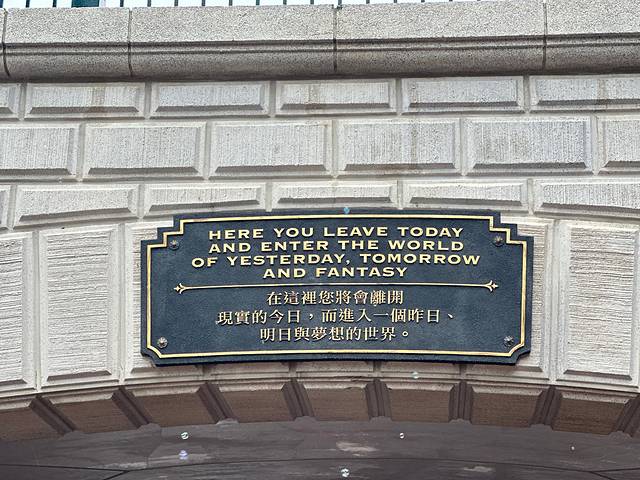 HERE YOU LEAVE TODAY
AND ENTER THE WORLD
OF YESTERDAY, TOMORROW
AND FANTASY
在這裡您將會離開
現實的今日，而進入一個昨日、
明日與夢想的世界。